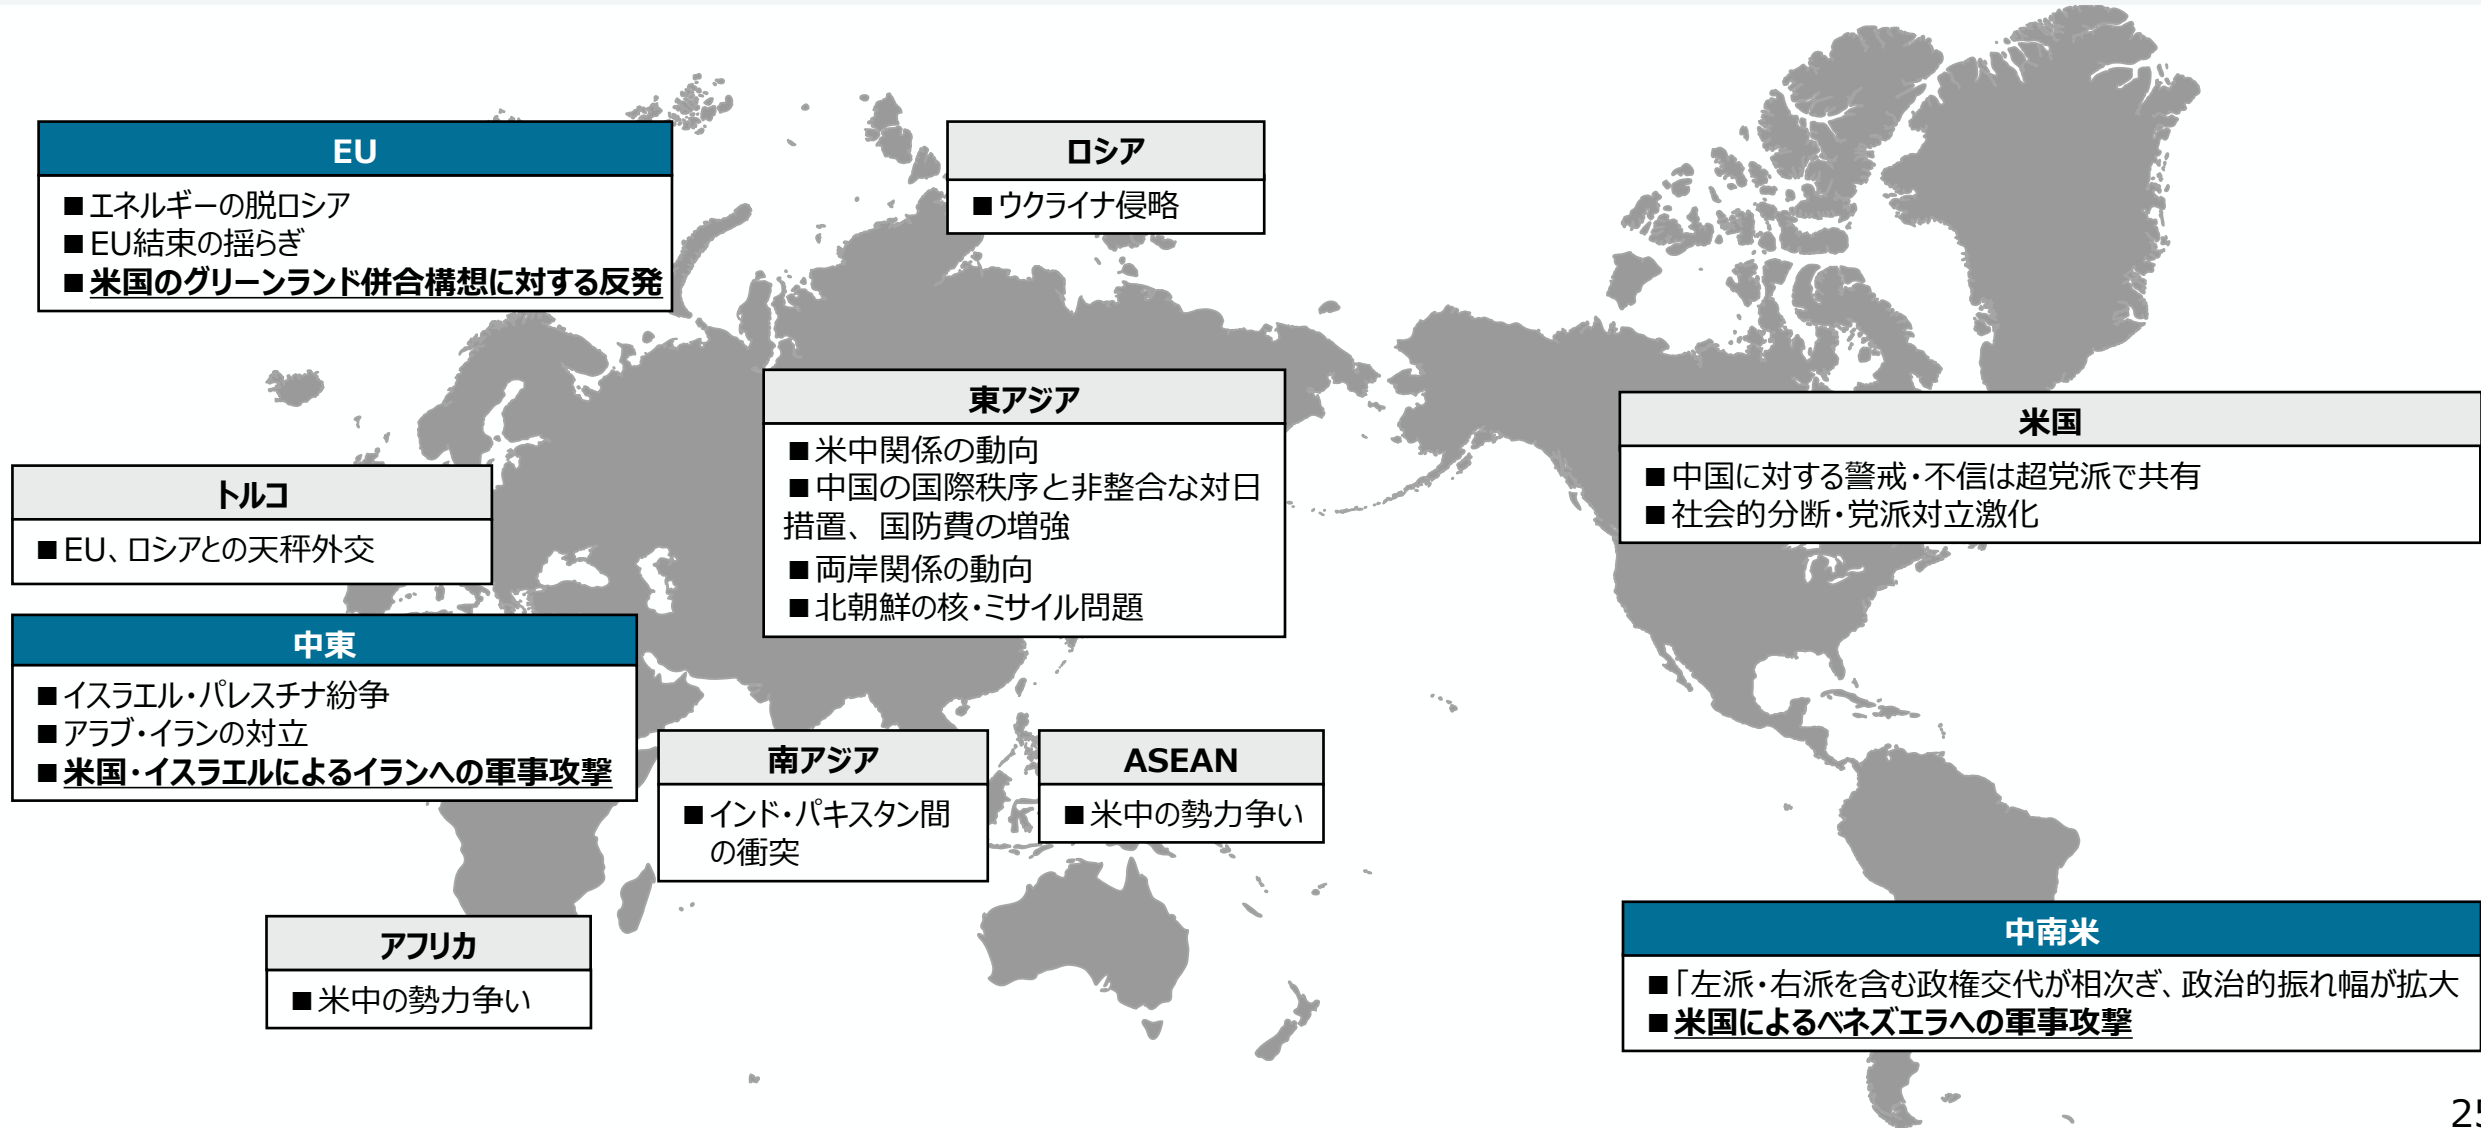 EU
■エネルギーの脱ロシア
■EU結束の揺らぎ
■米国のグリーンランド併合構想に対する反発
ロシア
■ウクライナ侵略
東アジア
■米中関係の動向
■中国の国際秩序と非整合な対日
措置、国防費の増強
■両岸関係の動向
■北朝鮮の核・ミサイル問題
米国
■中国に対する警戒・不信は超党派で共有
■社会的分断・党派対立激化
トルコ
■EU、ロシアとの天秤外交
中東
■イスラエル・パレスチナ紛争
■アラブ・イランの対立
■米国・イスラエルによるイランへの軍事攻撃
南アジア
■インド・パキスタン間
の衝突
ASEAN
■米中の勢力争い
アフリカ
■米中の勢力争い
中南米
■「左派・右派を含む政権交代が相次ぎ、政治的振れ幅が拡大
■米国によるベネズエラへの軍事攻撃
25